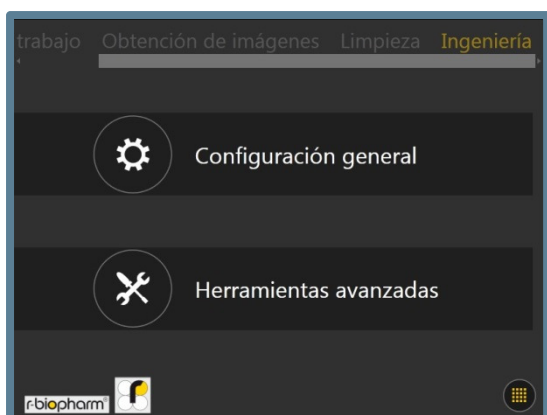 trabajo Obtención de imágenes Limpieza Ingeniería
Configuración general
Herramientas avanzadas
r-biopharm®